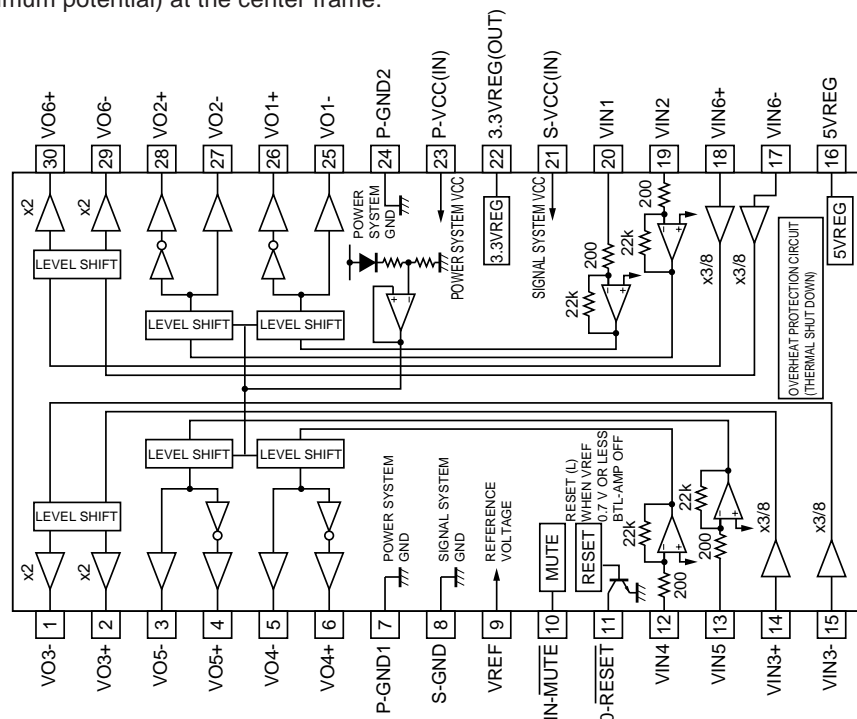 imum potential) at the center frame.
VO6+
VO6-
VO2+
VO2-
VO1+
VO1-
P-GND2
P-VCC(IN)
3.3VREG(OUT)
S-VCC(IN)
VIN1
VIN2
VIN6+
VIN6-
5VREG
30
29
28
27
26
25
24
23
22
21
20
19
18
17
16
x2
x2
POWER
SYSTEM
GND
POWER SYSTEM VCC
3.3VREG
SIGNAL SYSTEM VCC
200
22k
200
22k
x3/8
x3/8
5VREG
LEVEL SHIFT
LEVEL SHIFT
LEVEL SHIFT
OVERHEAT PROTECTION CIRCUIT
(THERMAL SHUT DOWN)
LEVEL SHIFT
LEVEL SHIFT
LEVEL SHIFT
x2
x2
POWER SYSTEM
GND
SIGNAL SYSTEM
GND
REFERENCE
VOLTAGE
MUTE
RESET
RESET (L)
WHEN VREF
0.7 V OR LESS
BTL-AMP OFF
22k
200
22k
200
x3/8
x3/8
1
2
3
4
5
6
7
8
9
10
11
12
13
14
15
VO3-
VO3+
VO5-
VO5+
VO4-
VO4+
P-GND1
S-GND
VREF
IN-MUTE
O-RESET
VIN4
VIN5
VIN3+
VIN3-